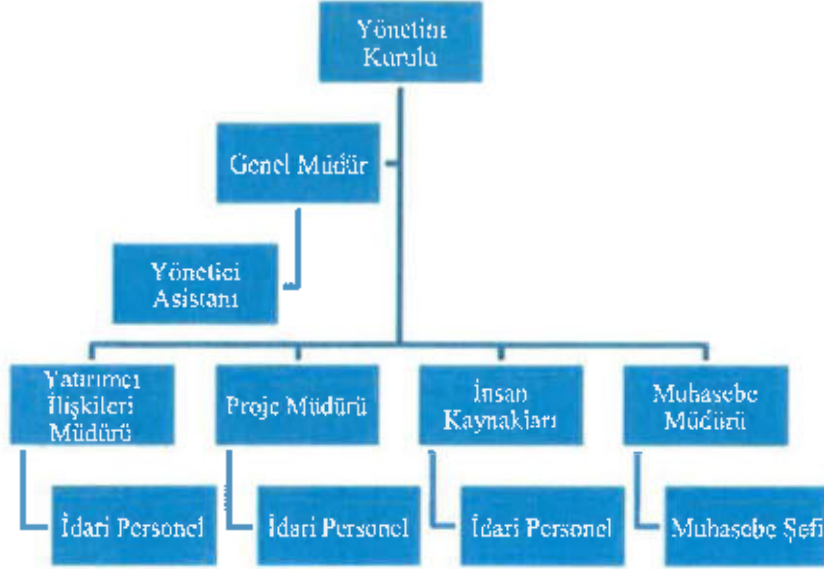 Yönetim
Kurulu
Genel Müdür
Yönetici
Asistanı
Yatırımcı
İlişkileri
Müdürü
Proje Müdürü
İnsan
Kaynakları
Muhasebe
Müdürü
İdari Personel
İdari Personel
İdari Personel
Muhasebe Şefi